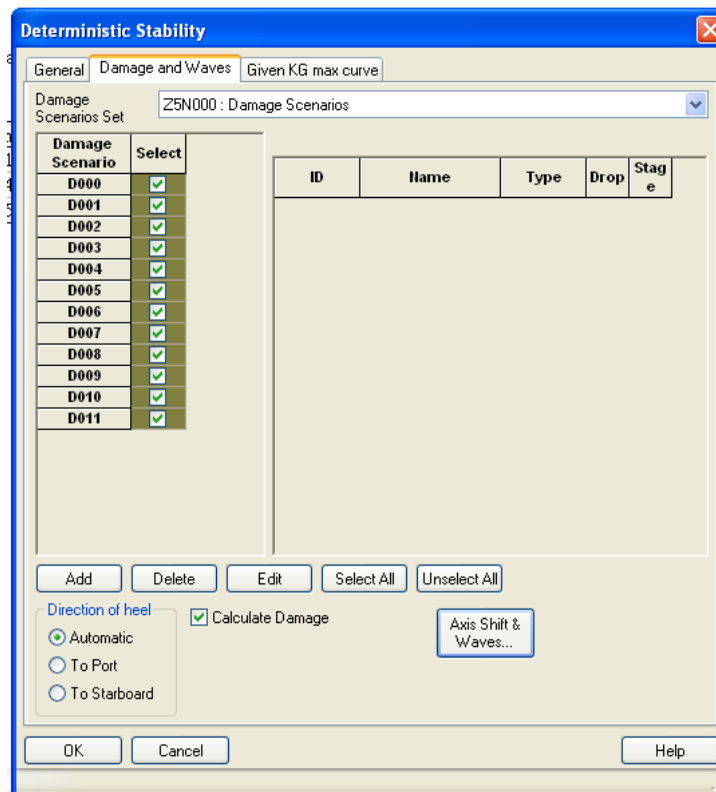 Deterministic Stability
General
Damage and Waves
Given KG max curve
Damage
Scenarios Set
Z5N000 : Damage Scenarios
Damage
Scenario
Select
D000
D001
D002
D003
D004
D005
D006
D007
D008
D009
D010
D011
ID
Name
Type
Drop
Stag
e
Add
Delete
Edit
Select All
Unselect All
Direction of heel
Automatic
To Port
To Starboard
Calculate Damage
Axis Shift &
Waves...
OK
Cancel
Help